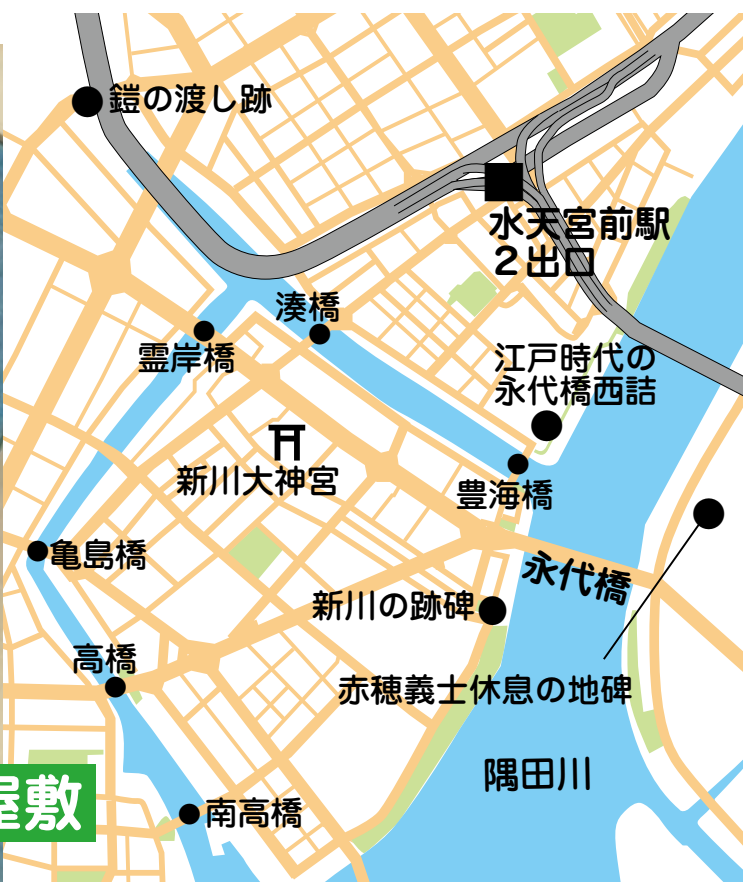 鎧の渡し跡
水天宮前駅
２出口
湊橋
霊岸橋
江戸時代の
永代橋西詰
新川大神宮
豊海橋
亀島橋
永代橋
新川の跡碑
高橋
赤穂義士休息の地碑
隅田川
屋敷
南高橋